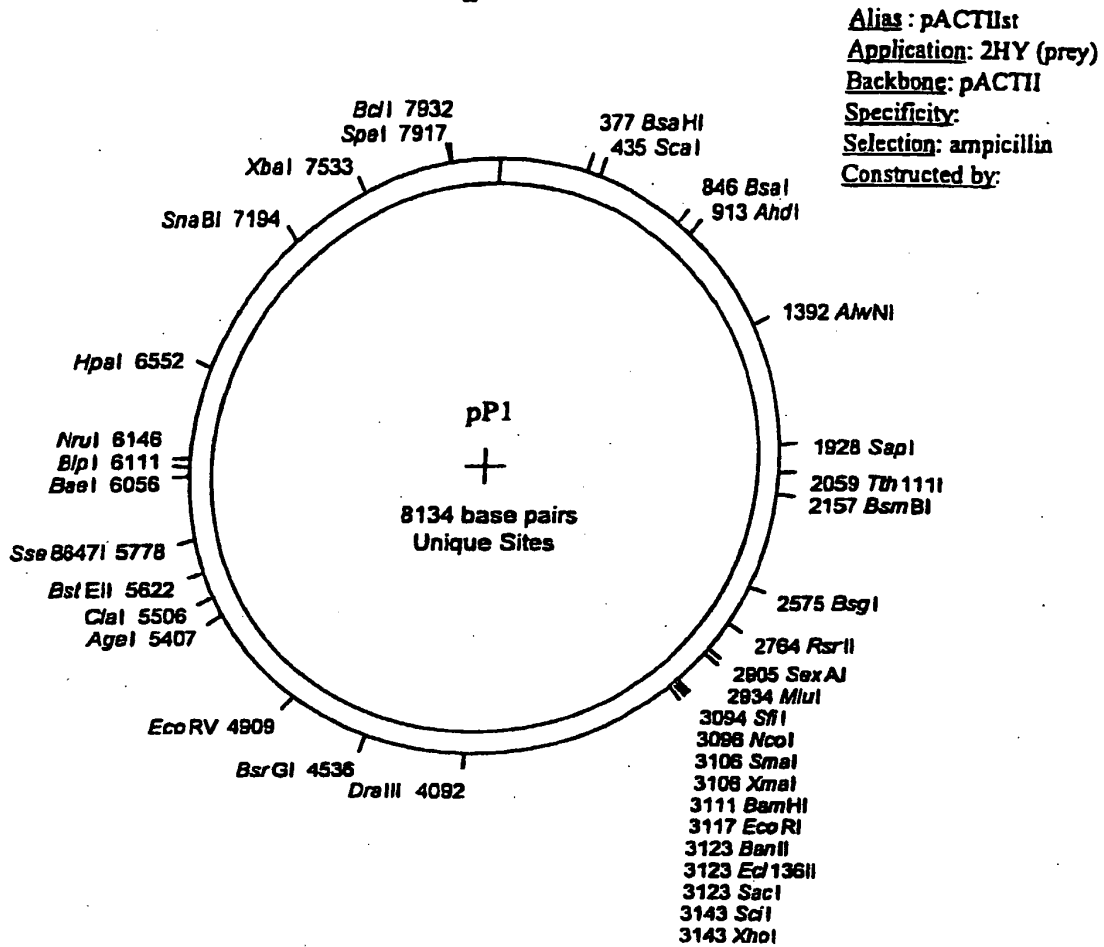 Alias : pACTIIst
Application: 2HY (prey)
Backbone: pACTII
Specificity:
Selection: ampicillin
Constructed by:
BclI 7932
SpeI 7917
XbaI 7533
SnaBI 7194
HpaI 6552
NruI 6146
BlpI 6111
BaeI 6056
Sse8647I 5778
BstEII 5622
ClaI 5506
AgeI 5407
EcoRV 4909
BsrGI 4536
DraIII 4092
377 BsaHI
435 ScaI
846 BsaI
913 AhdI
1392 AlwNI
1928 SapI
2059 Tth111I
2157 BsmBI
2575 BsgI
2764 RsrII
2905 SexAI
2934 MluI
3094 SfiI
3098 NcoI
3106 SmaI
3106 XmaI
3111 BamHI
3117 EcoRI
3123 BanII
3123 Ecl136II
3123 SacI
3143 SciI
3143 XhoI
pP1
8134 base pairs
Unique Sites